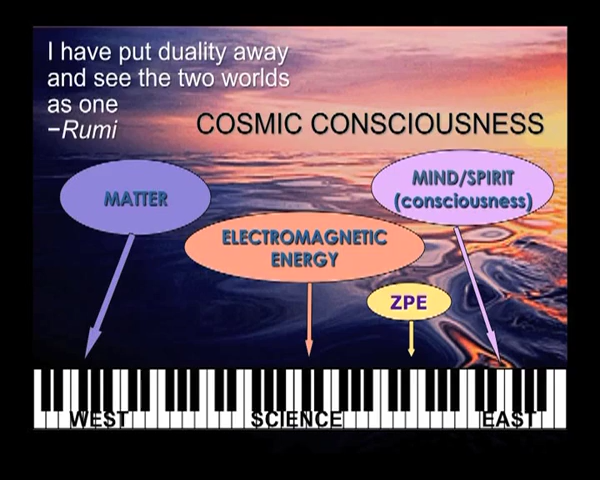 I have put duality away
and see the two worlds
as one
–Rumi
COSMIC CONSCIOUSNESS
MATTER
MIND/SPIRIT
(consciousness)
ELECTROMAGNETIC
ENERGY
ZPE
WEST SCIENCE EAST